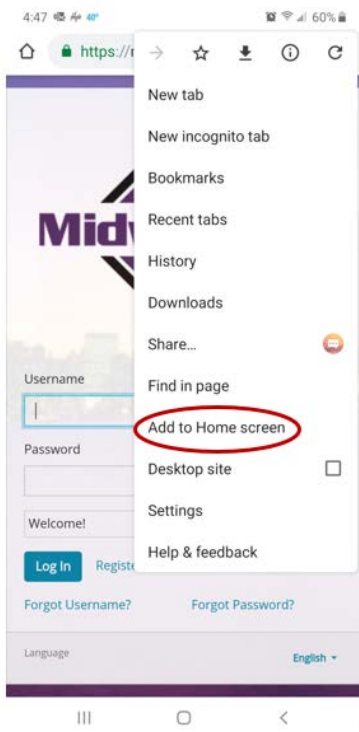 4:47 40° 60%
https://r
New tab
New incognito tab
Bookmarks
Recent tabs
History
Downloads
Share...
Find in page
Add to Home screen
Desktop site
Settings
Help & feedback
Mid
Username
Password
Welcome!
Log In Registe
Forgot Username? Forgot Password?
Language English